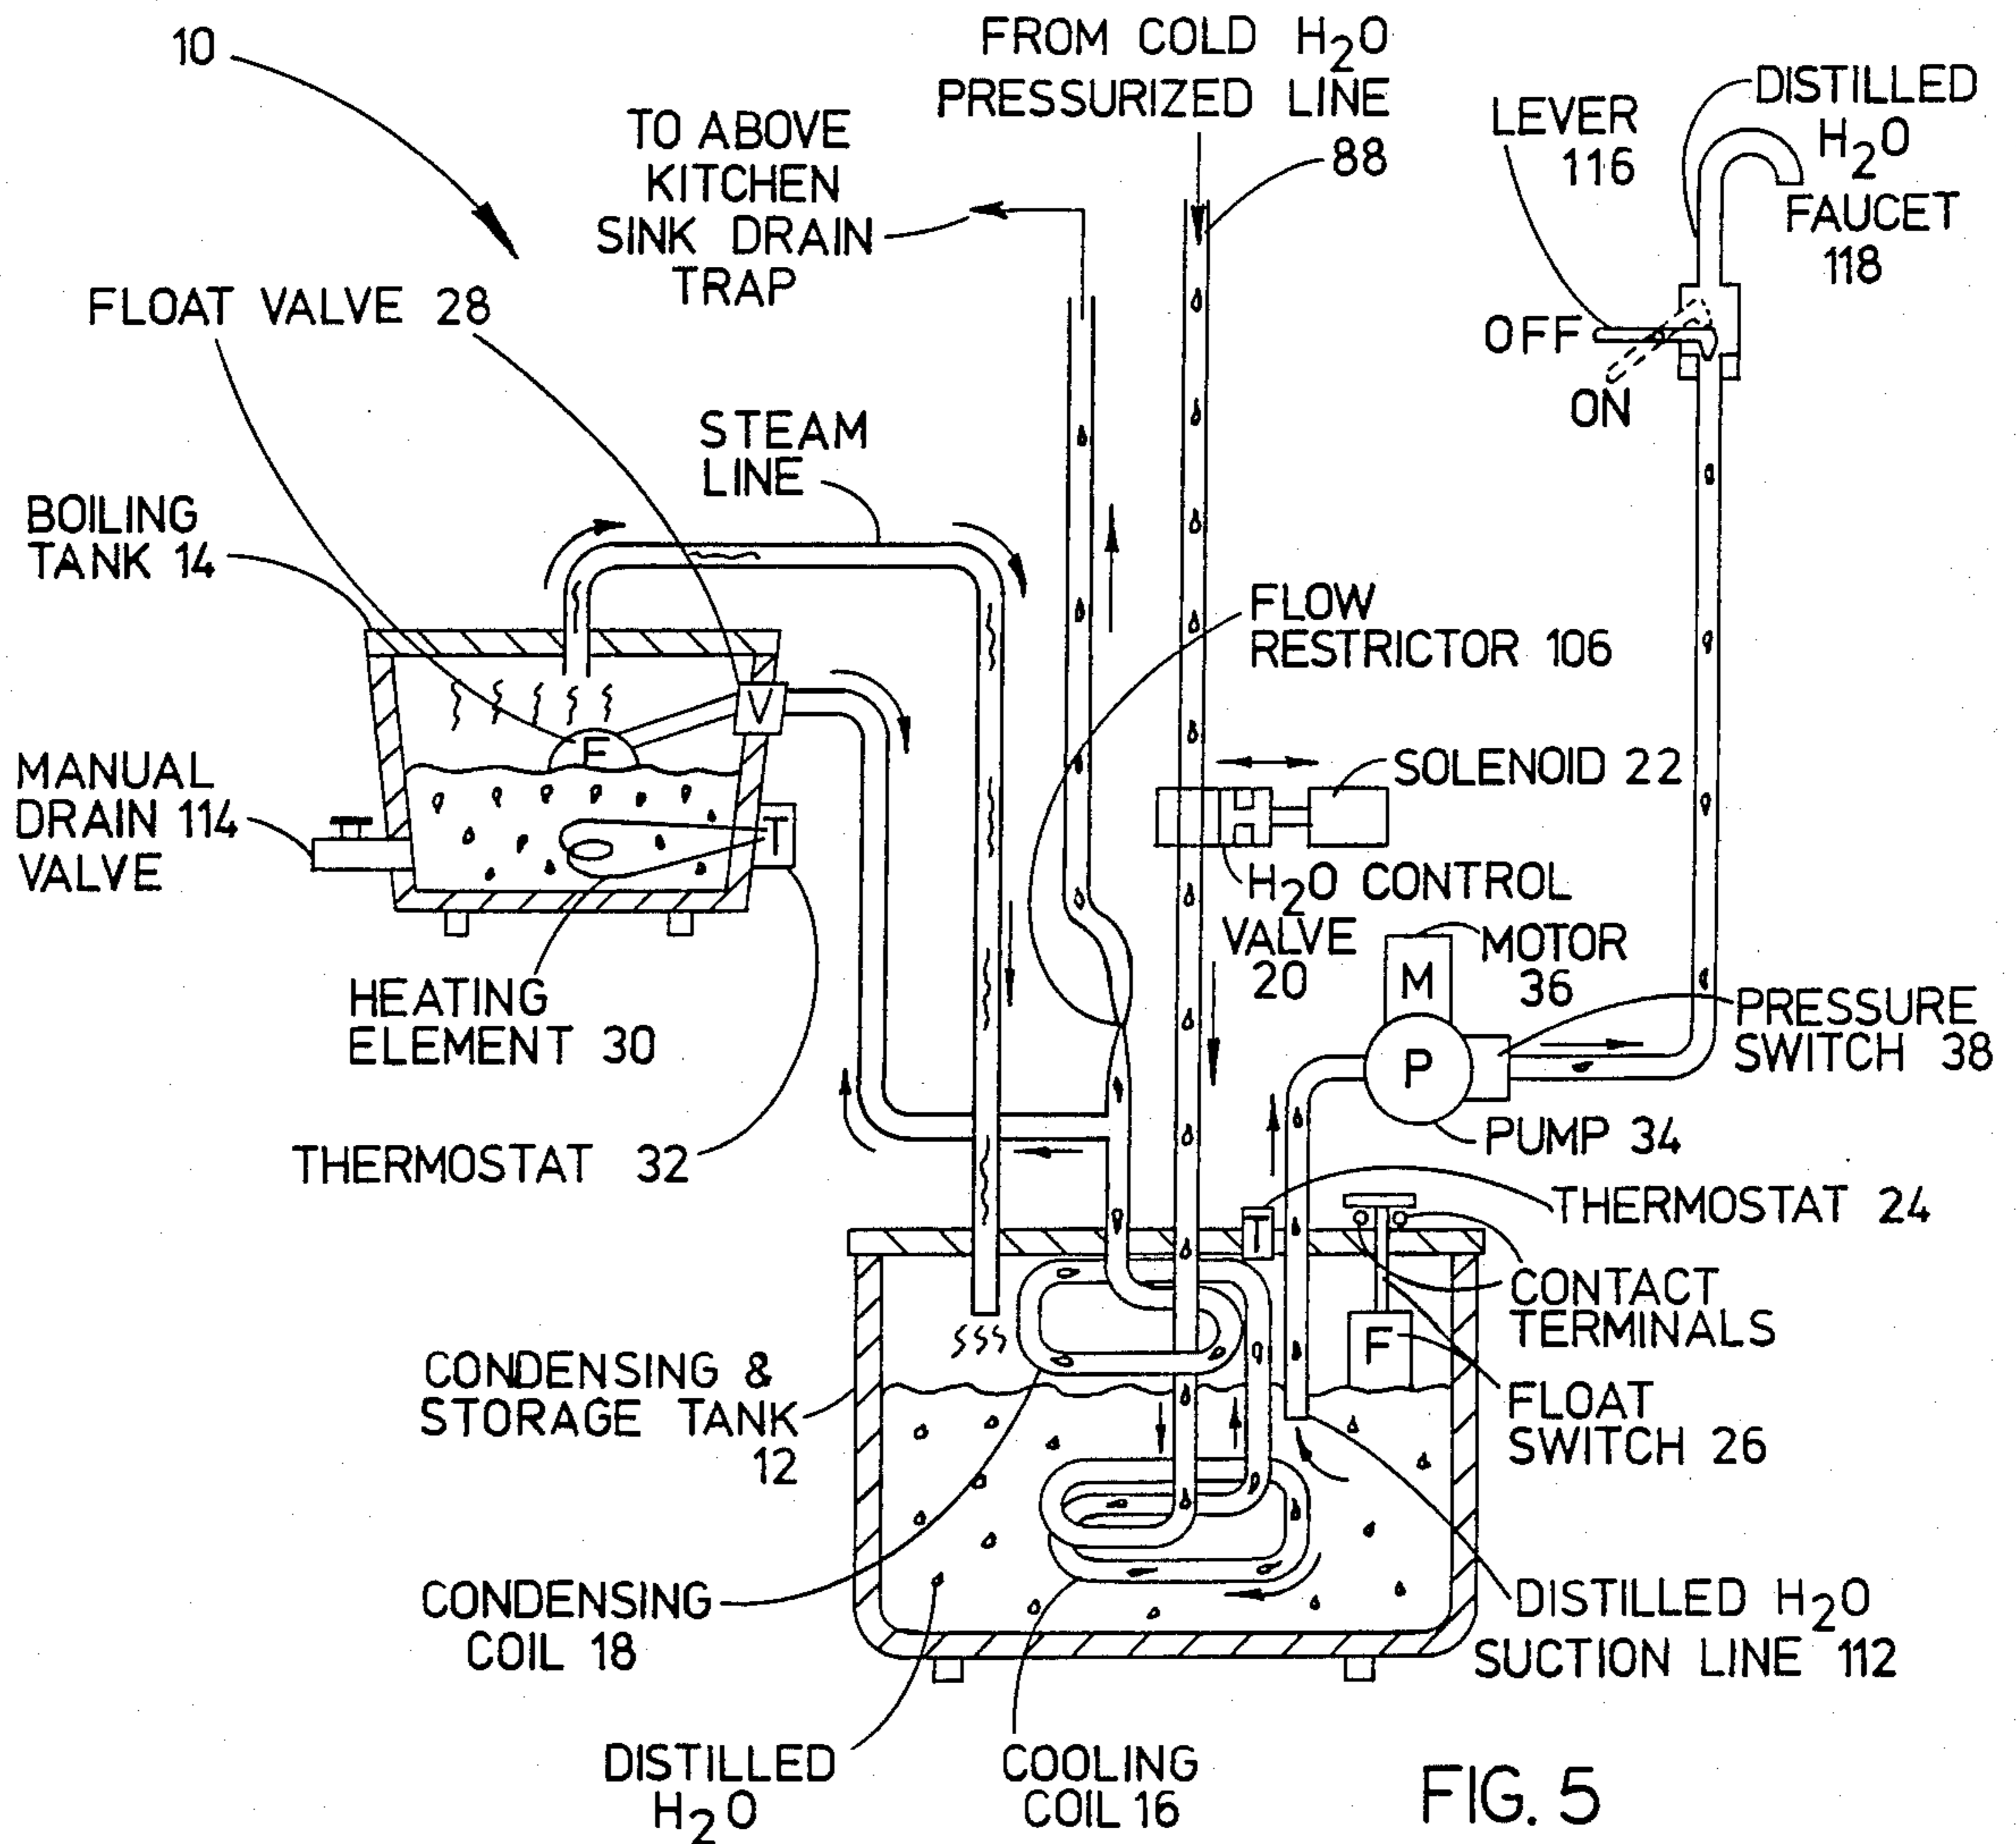 10
FROM COLD H2O
PRESSURIZED LINE
88
TO ABOVE
KITCHEN
SINK DRAIN
TRAP
LEVER
116
DISTILLED
H2O
FAUCET
118
OFF
ON
FLOAT VALVE 28
STEAM
LINE
BOILING
TANK 14
FLOW
RESTRICTOR 106
F
V
MANUAL
DRAIN 114
VALVE
T
SOLENOID 22
H2O CONTROL
VALVE
20
HEATING
ELEMENT 30
MOTOR
36
M
PRESSURE
SWITCH 38
P
PUMP 34
THERMOSTAT 32
THERMOSTAT 24
T
CONTACT
TERMINALS
F
CONDENSING &
STORAGE TANK
12
FLOAT
SWITCH 26
CONDENSING
COIL 18
DISTILLED H2O
SUCTION LINE 112
DISTILLED
H2O
COOLING
COIL 16
FIG. 5